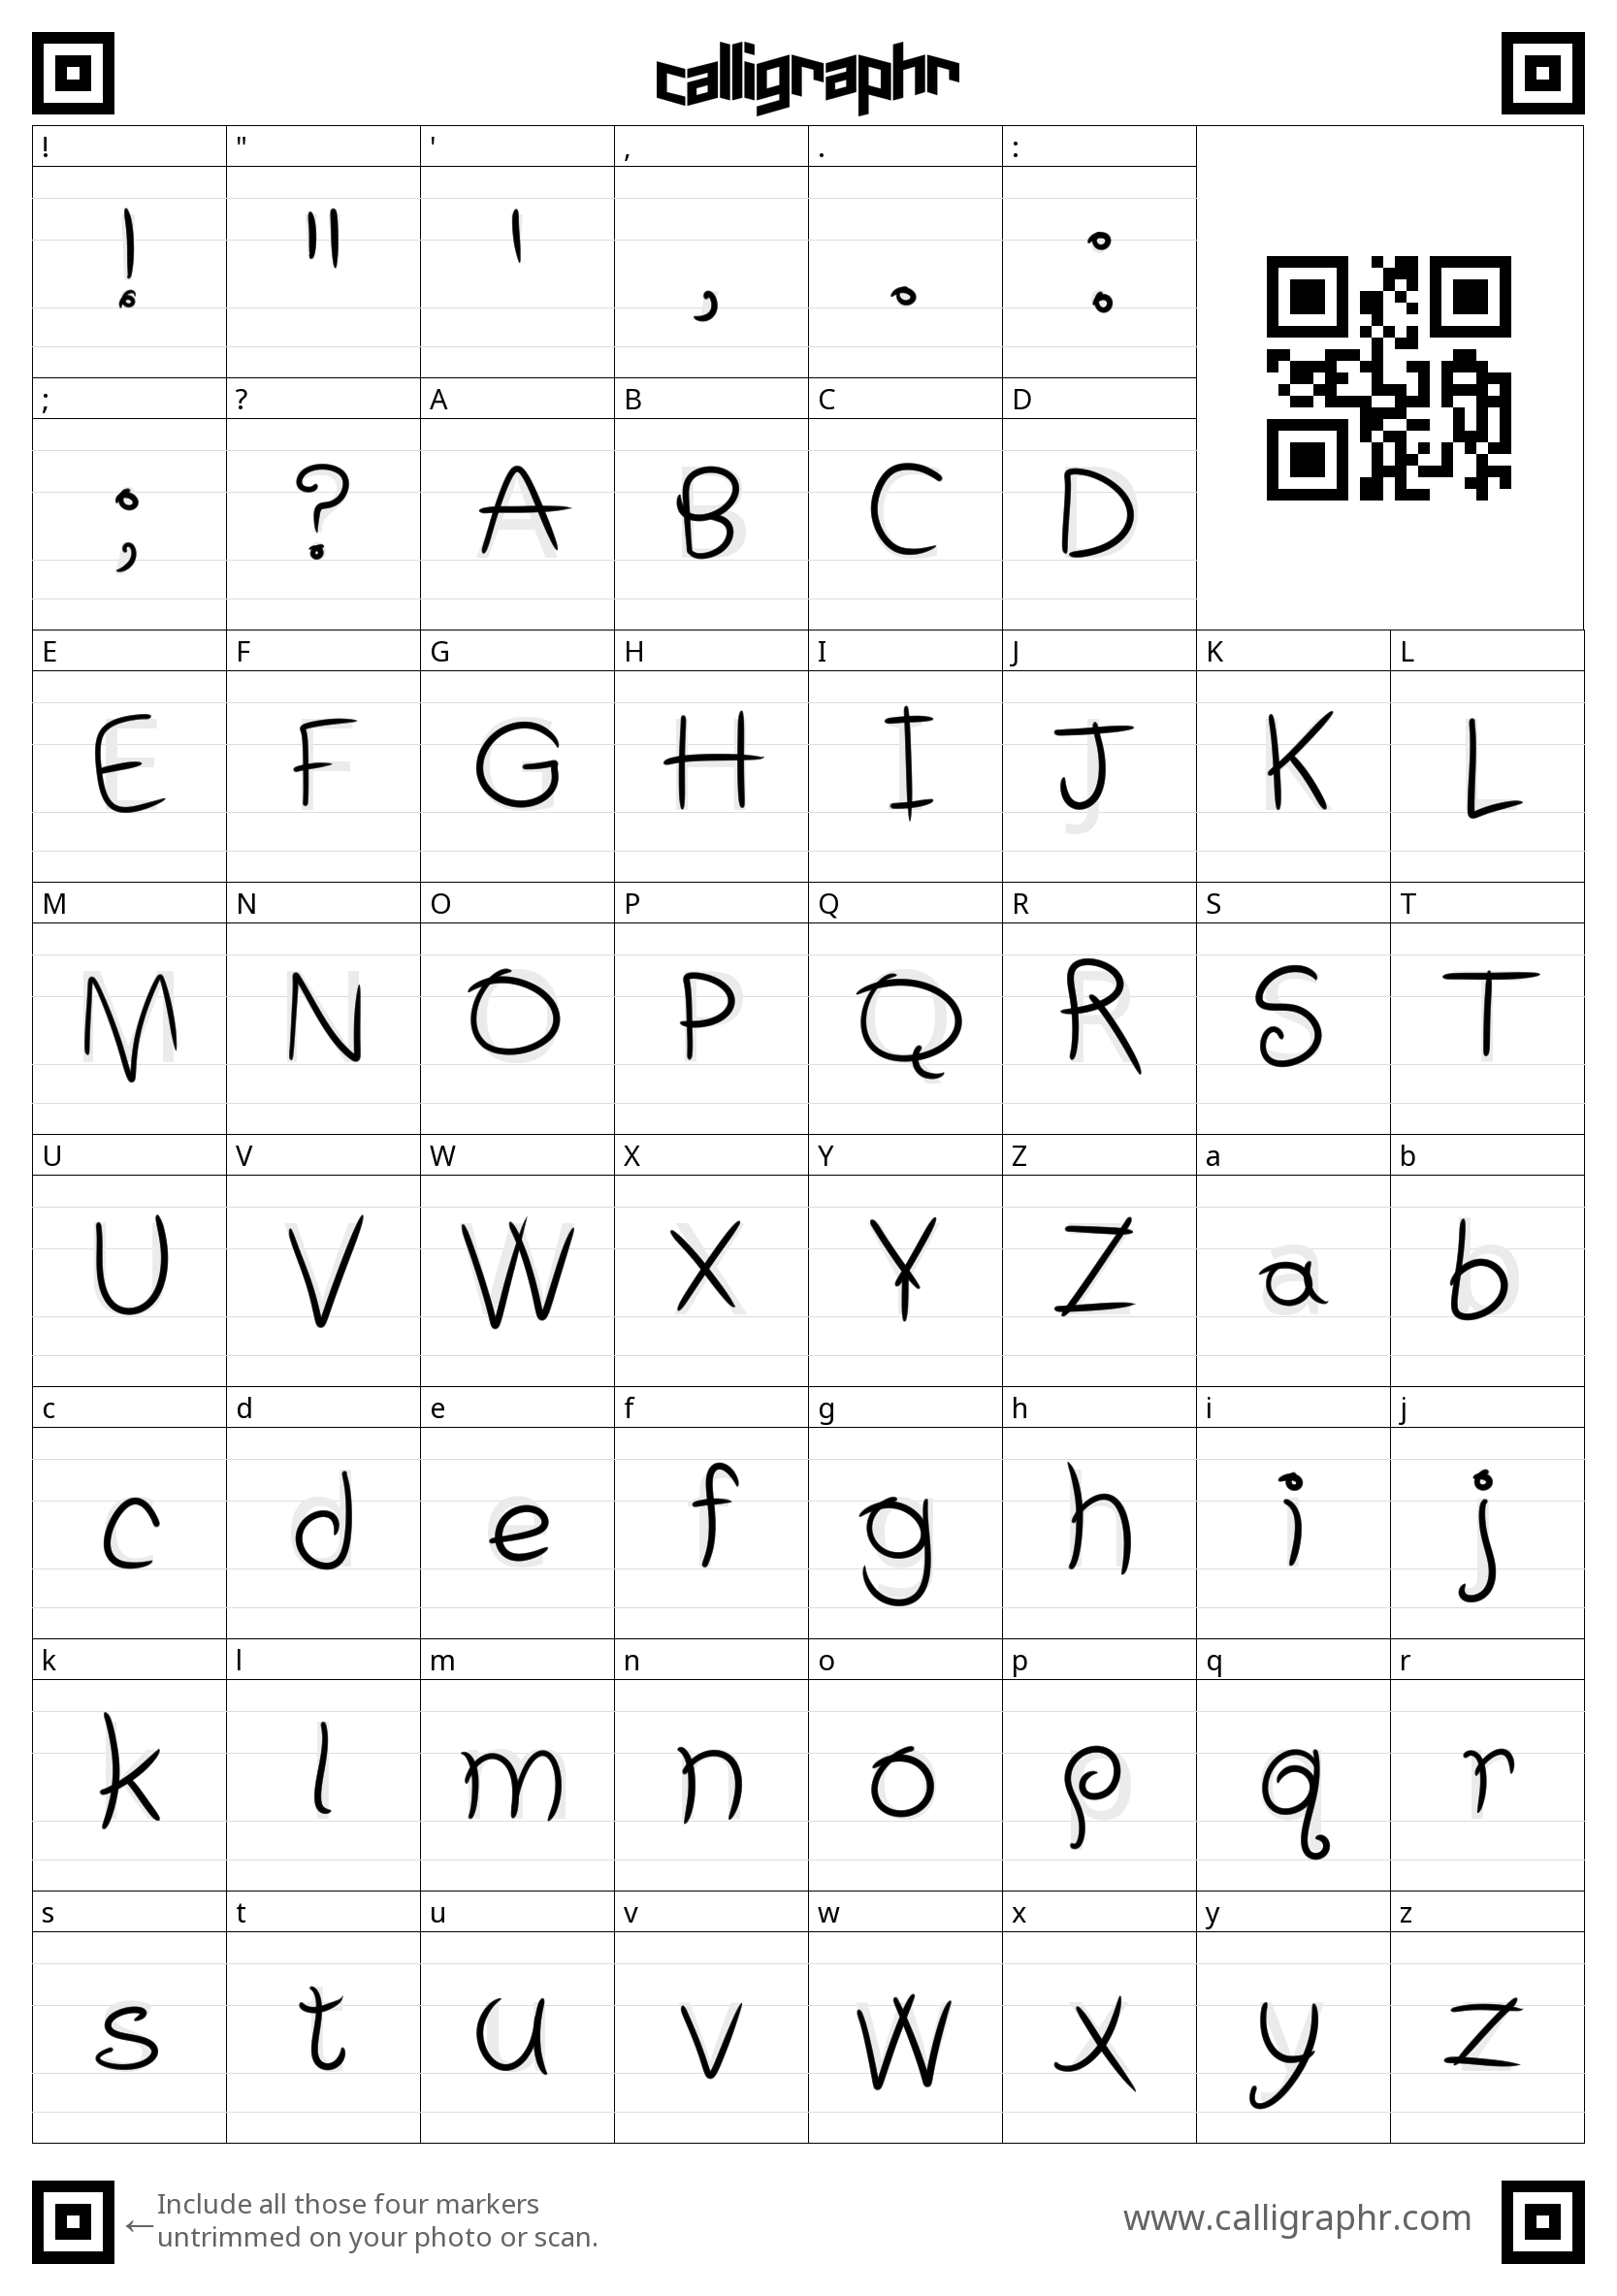 calligraphr
! " ' , . :
! " ' , . :
; ? A B C D
; ? A B C D
E F G H I J K L
E F G H I J K L
M N O P Q R S T
M N O P Q R S T
U V W X Y Z a b
U V W X Y Z a b
c d e f g h i j
c d e f g h i j
k l m n o p q r
k l m n o p q r
s t u v w x y z
s t u v w x y z
←Include all those four markers
untrimmed on your photo or scan.
www.calligraphr.com